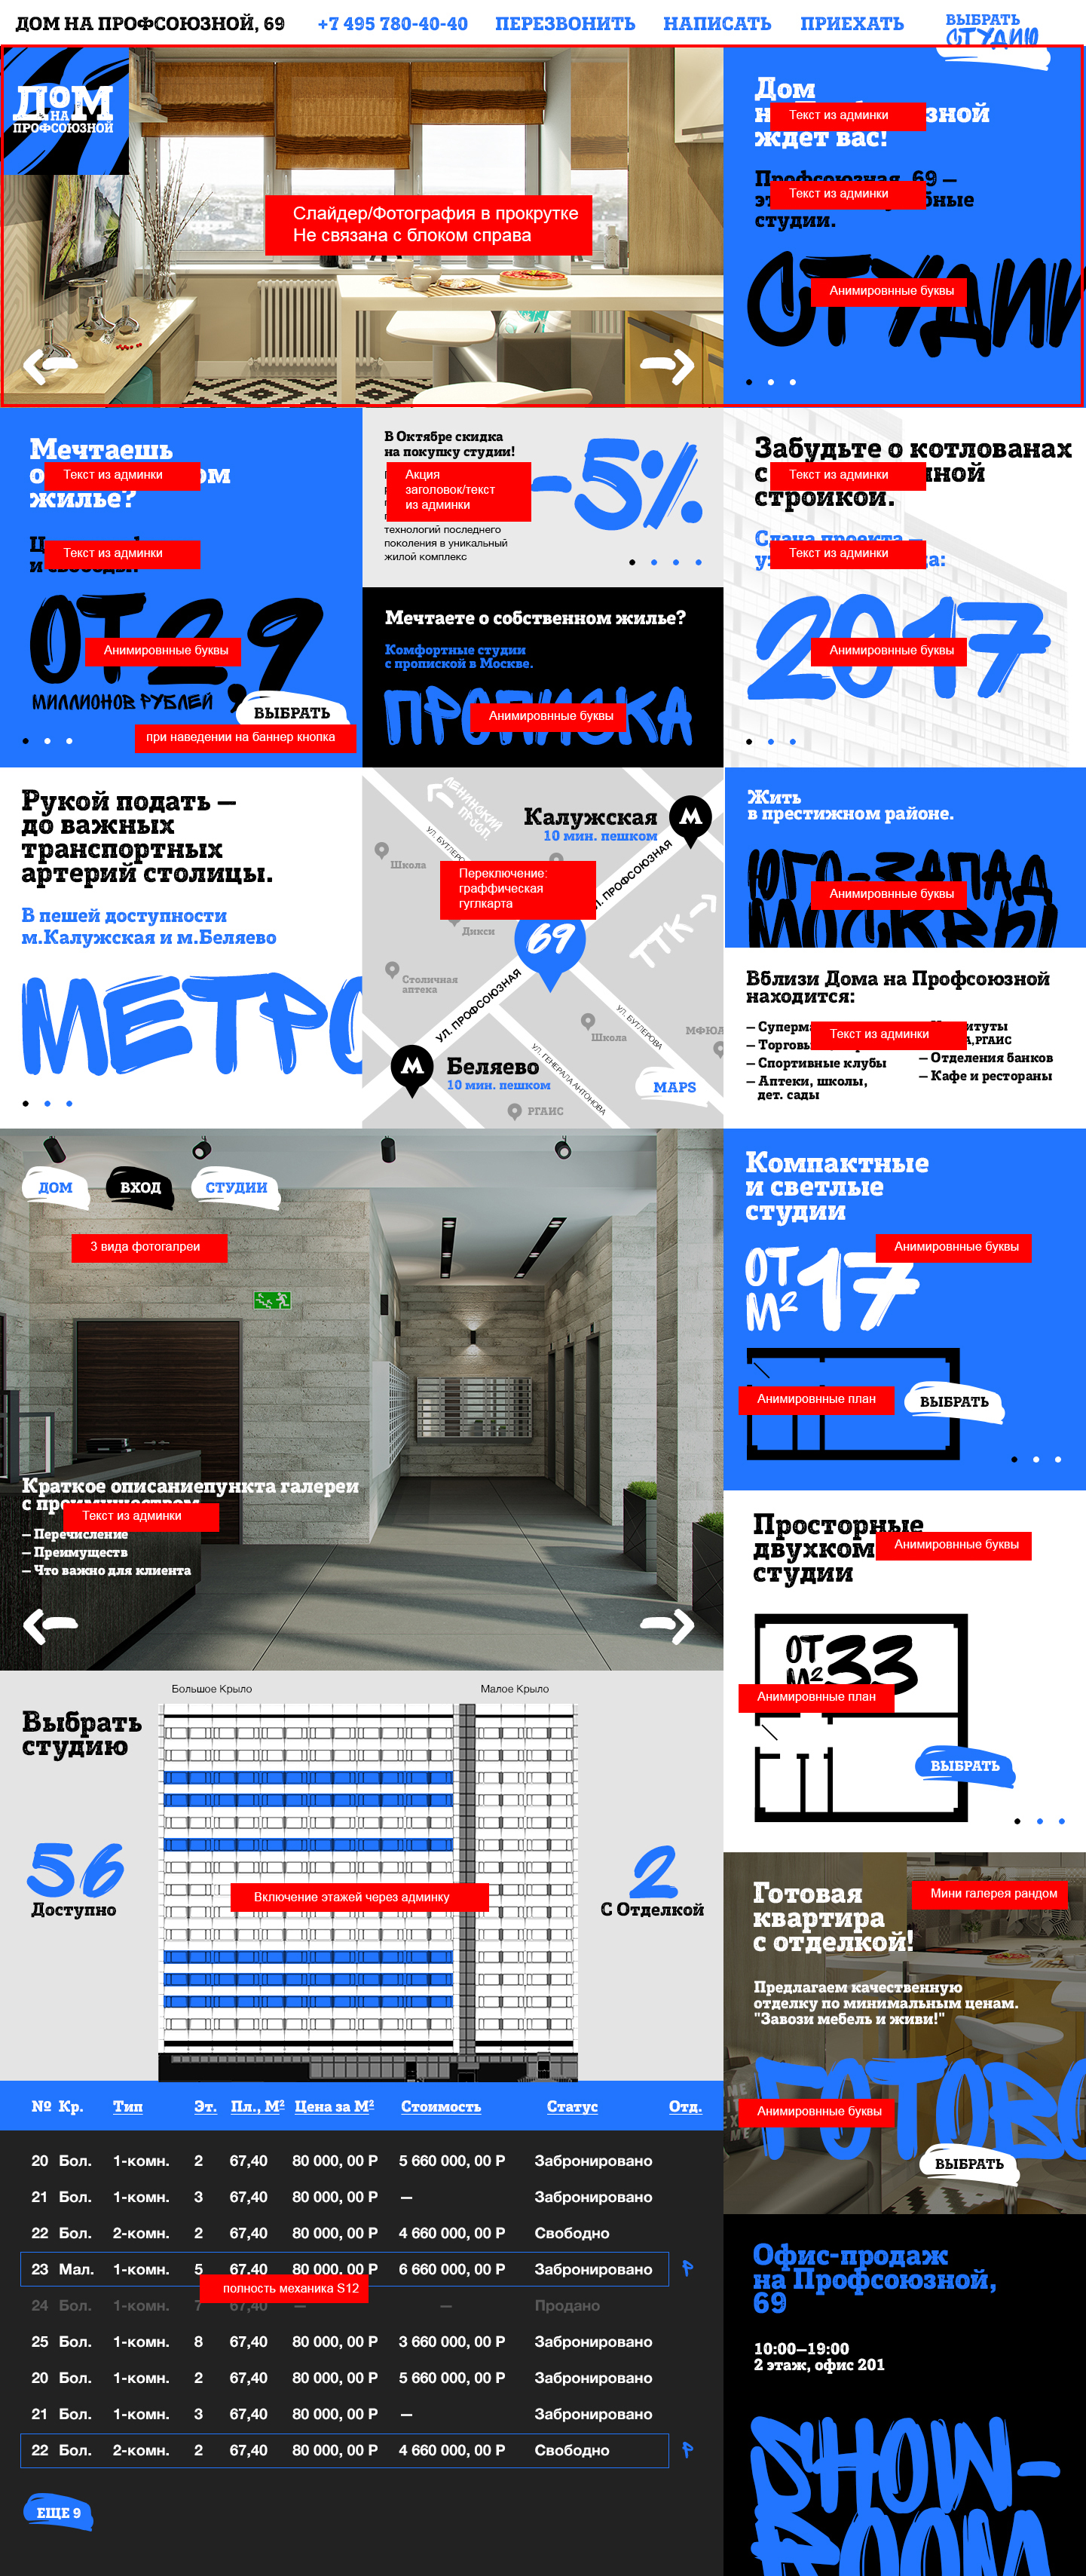 ДОМ НА ПРОФСОЮЗНОЙ, 69
+7 495 780-40-40
ПЕРЕЗВОНИТЬ
НАПИСАТЬ
ПРИЕХАТЬ
ВЫБРАТЬ
СТУДИЮ
ДОМ
НА
ПРОФСОЮЗНОЙ
Слайдер/Фотография в прокрутке
Не связана с блоком справа
Дом
Текст из админки
ждет вас!
Профсоюзная, 69 —
Текст из админки
студии.
СТУДИИ
Анимировнные буквы
Мечтаешь
Текст из админки
жилье?
Текст из админки
ОТ 2,9
Анимировнные буквы
МИЛЛИОНОВ РУБЛЕЙ
ВЫБРАТЬ
при наведении на баннер кнопка
В Октябре скидка
на покупку студии!
Акция
заголовок/текст
из админки
технологий последнего
поколения в уникальный
жилой комплекс
-5%
Мечтаете о собственном жилье?
Комфортные студии
с пропиской в Москве.
ПРОПИСКА
Анимировнные буквы
Забудьте о котлованах
Текст из админки
стройкой.
Сдача проекта —
Текст из админки
2017
Анимировнные буквы
Рукой подать —
до важных
транспортных
артерий столицы.
В пешей доступности
м.Калужская и м.Беляево
МЕТРО
ЛЕНИНСКИЙ
ПРОСП.
Калужская
10 мин. пешком
УЛ. БУТЛЕРОВА
Школа
Переключение:
граффическая
гуглкарта
УЛ. ПРОФСОЮЗНАЯ
Дикси
69
ТТК
Столичная
аптека
УЛ. ПРОФСОЮЗНАЯ
Школа
УЛ. БУТЛЕРОВА
МФЮА
Беляево
10 мин. пешком
УЛ. ГЕНЕРАЛА АНТОНОВА
РГАИС
MAPS
Жить
в престижном районе.
ЮГО-ЗАПАД
МОСКВЫ
Анимировнные буквы
Вблизи Дома на Профсоюзной
находится:
Текст из админки
— Спортивные клубы
— Аптеки, школы,
дет. сады
— Отделения банков
— Кафе и рестораны
ДОМ
ВХОД
СТУДИИ
3 вида фотогалреи
Краткое описаниепункта галереи
с преимуществом
Текст из админки
— Перечисление
— Преимуществ
— Что важно для клиента
Компактные
и светлые
студии
Анимировнные буквы
ОТ 17
М²
Анимировнные план
ВЫБРАТЬ
Просторные
Анимировнные буквы
студии
ОТ 33
М²
Анимировнные план
ВЫБРАТЬ
Большое Крыло
Малое Крыло
Выбрать
студию
56
Доступно
Включение этажей через админку
2
С Отделкой
Готовая
Мини галерея рандом
квартира
с отделкой!
Предлагаем качественную
отделку по минимальным ценам.
"Завози мебель и живи!"
ГОТОВО
Анимировнные буквы
ВЫБРАТЬ
№ Кр. Тип Эт. Пл., М² Цена за М² Стоимость Статус Отд.
20 Бол. 1-комн. 2 67,40 80 000, 00 Р 5 660 000, 00 Р Забронировано
21 Бол. 1-комн. 3 67,40 80 000, 00 Р — Забронировано
22 Бол. 2-комн. 2 67,40 80 000, 00 Р 4 660 000, 00 Р Свободно
23 Мал. 1-комн. 5 67,40 80 000, 00 Р 6 660 000, 00 Р Забронировано Р
полность механика S12
24 Бол. 1-комн. 7 67,40 — — Продано
25 Бол. 1-комн. 8 67,40 80 000, 00 Р 3 660 000, 00 Р Забронировано
20 Бол. 1-комн. 2 67,40 80 000, 00 Р 5 660 000, 00 Р Забронировано
21 Бол. 1-комн. 3 67,40 80 000, 00 Р — Забронировано
22 Бол. 2-комн. 2 67,40 80 000, 00 Р 4 660 000, 00 Р Свободно Р
ЕЩЕ 9
Офис-продаж
на Профсоюзной,
69
10:00—19:00
2 этаж, офис 201
SHOW-
ROOM